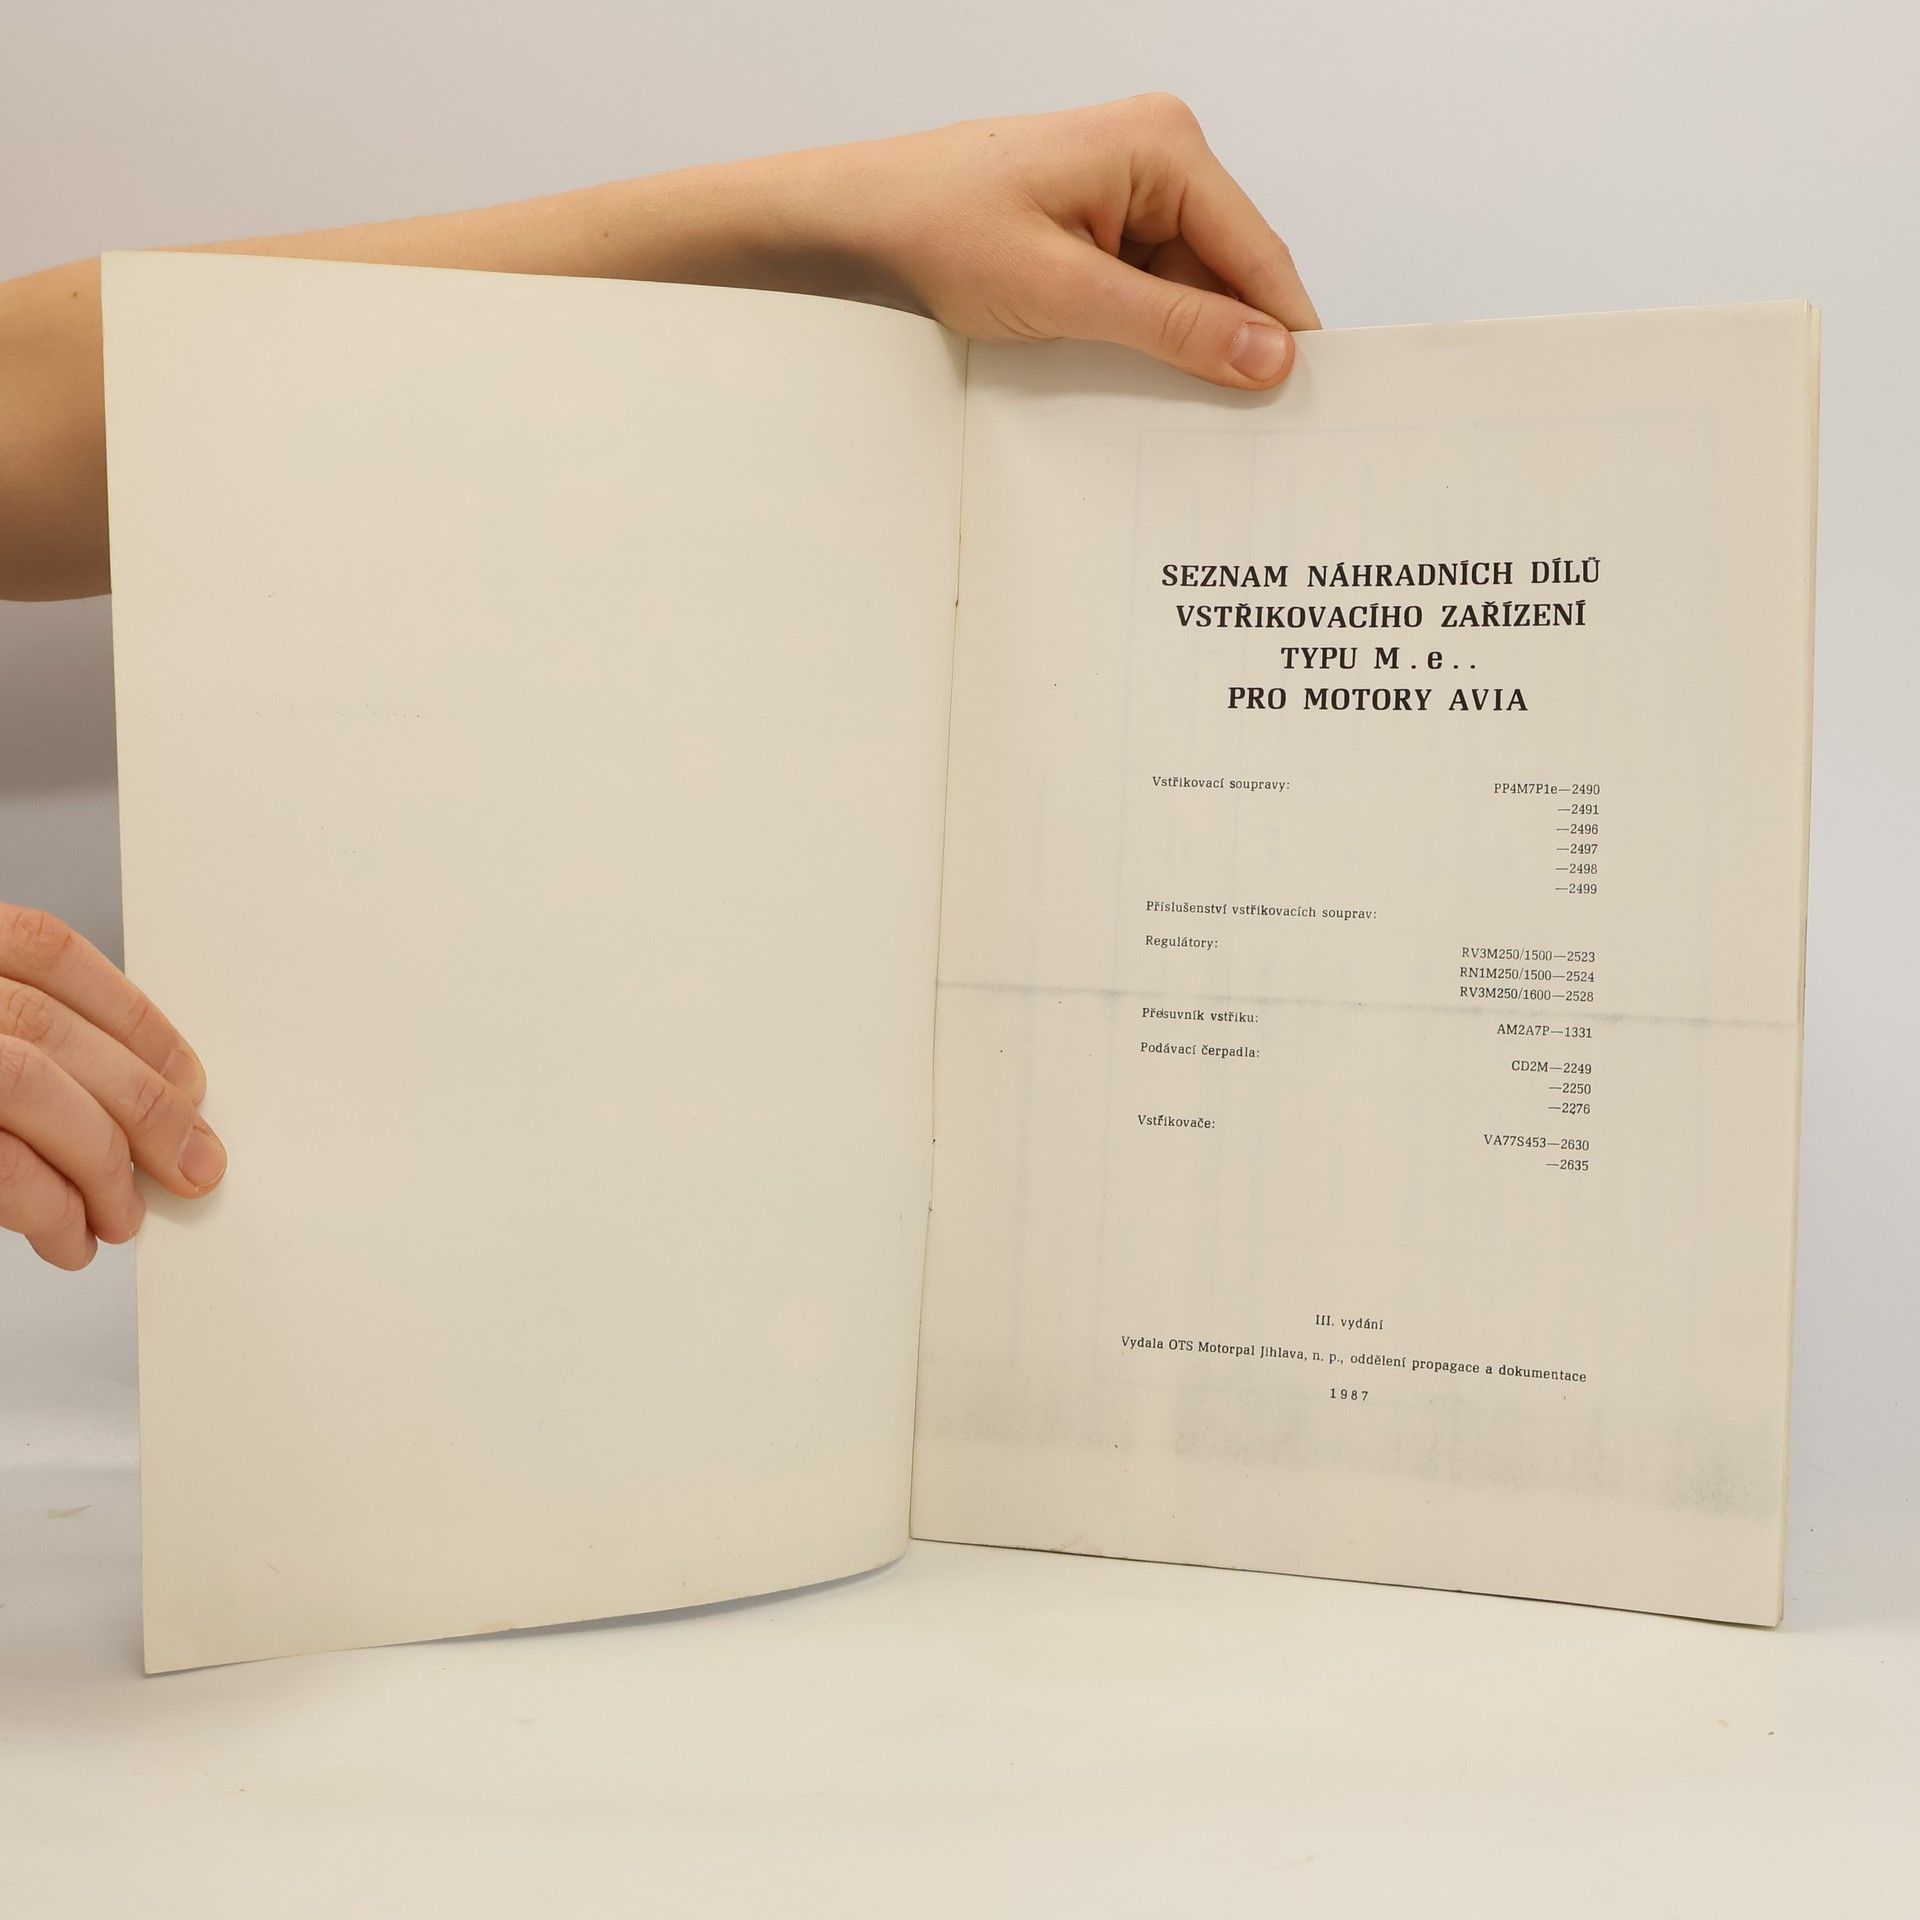 SEZNAM NÁHRADNÍCH DÍLŮ
VSTŘIKOVACÍHO ZAŘÍZENÍ
TYPU M . e . .
PRO MOTORY AVIA
Vstřikovací soupravy: PP4M7P1e—2490
—2491
—2496
—2497
—2498
—2499
Příslušenství vstřikovacích souprav:
Regulátory: RV3M250/1500—2523
RN1M250/1500—2524
RV3M250/1600—2528
Přesuvník vstřiku: AM2A7P—1331
Podávací čerpadla: CD2M—2249
—2250
—2276
Vstřikovače: VA77S453—2630
—2635
III. vydání
Vydala OTS Motorpal Jihlava, n. p., oddělení propagace a dokumentace
1987